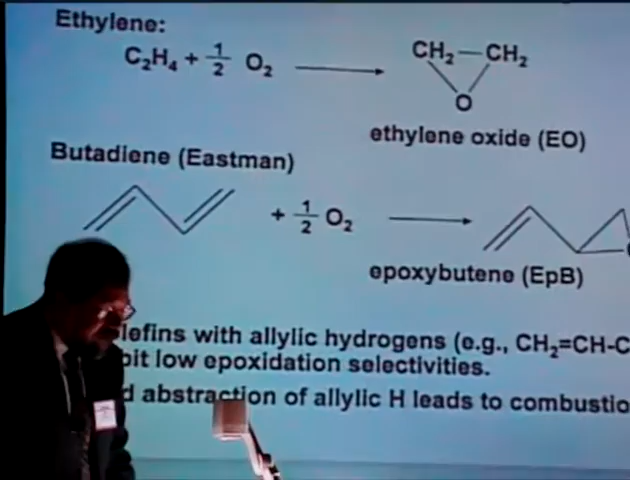 Ethylene:
C₂H₄ + 1/2 O₂
CH₂—CH₂
O
ethylene oxide (EO)
Butadiene (Eastman)
+ 1/2 O₂
epoxybutene (EpB)
lefins with allylic hydrogens (e.g., CH₂=CH-C
bit low epoxidation selectivities.
d abstraction of allylic H leads to combustio